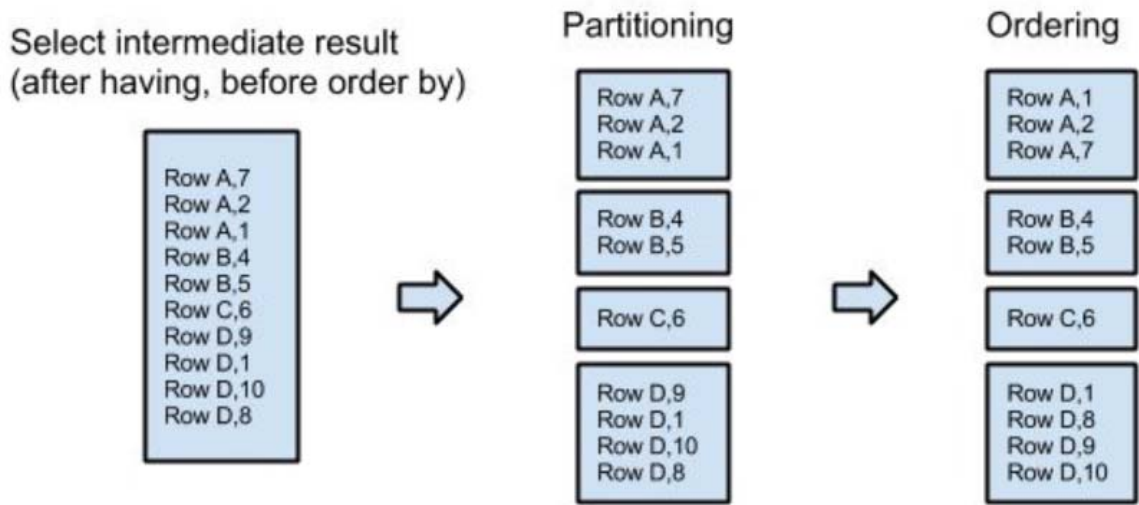 Select intermediate result
(after having, before order by)
Row A,7
Row A,2
Row A,1
Row B,4
Row B,5
Row C,6
Row D,9
Row D,1
Row D,10
Row D,8
Partitioning
Row A,7
Row A,2
Row A,1
Row B,4
Row B,5
Row C,6
Row D,9
Row D,1
Row D,10
Row D,8
Ordering
Row A,1
Row A,2
Row A,7
Row B,4
Row B,5
Row C,6
Row D,1
Row D,8
Row D,9
Row D,10